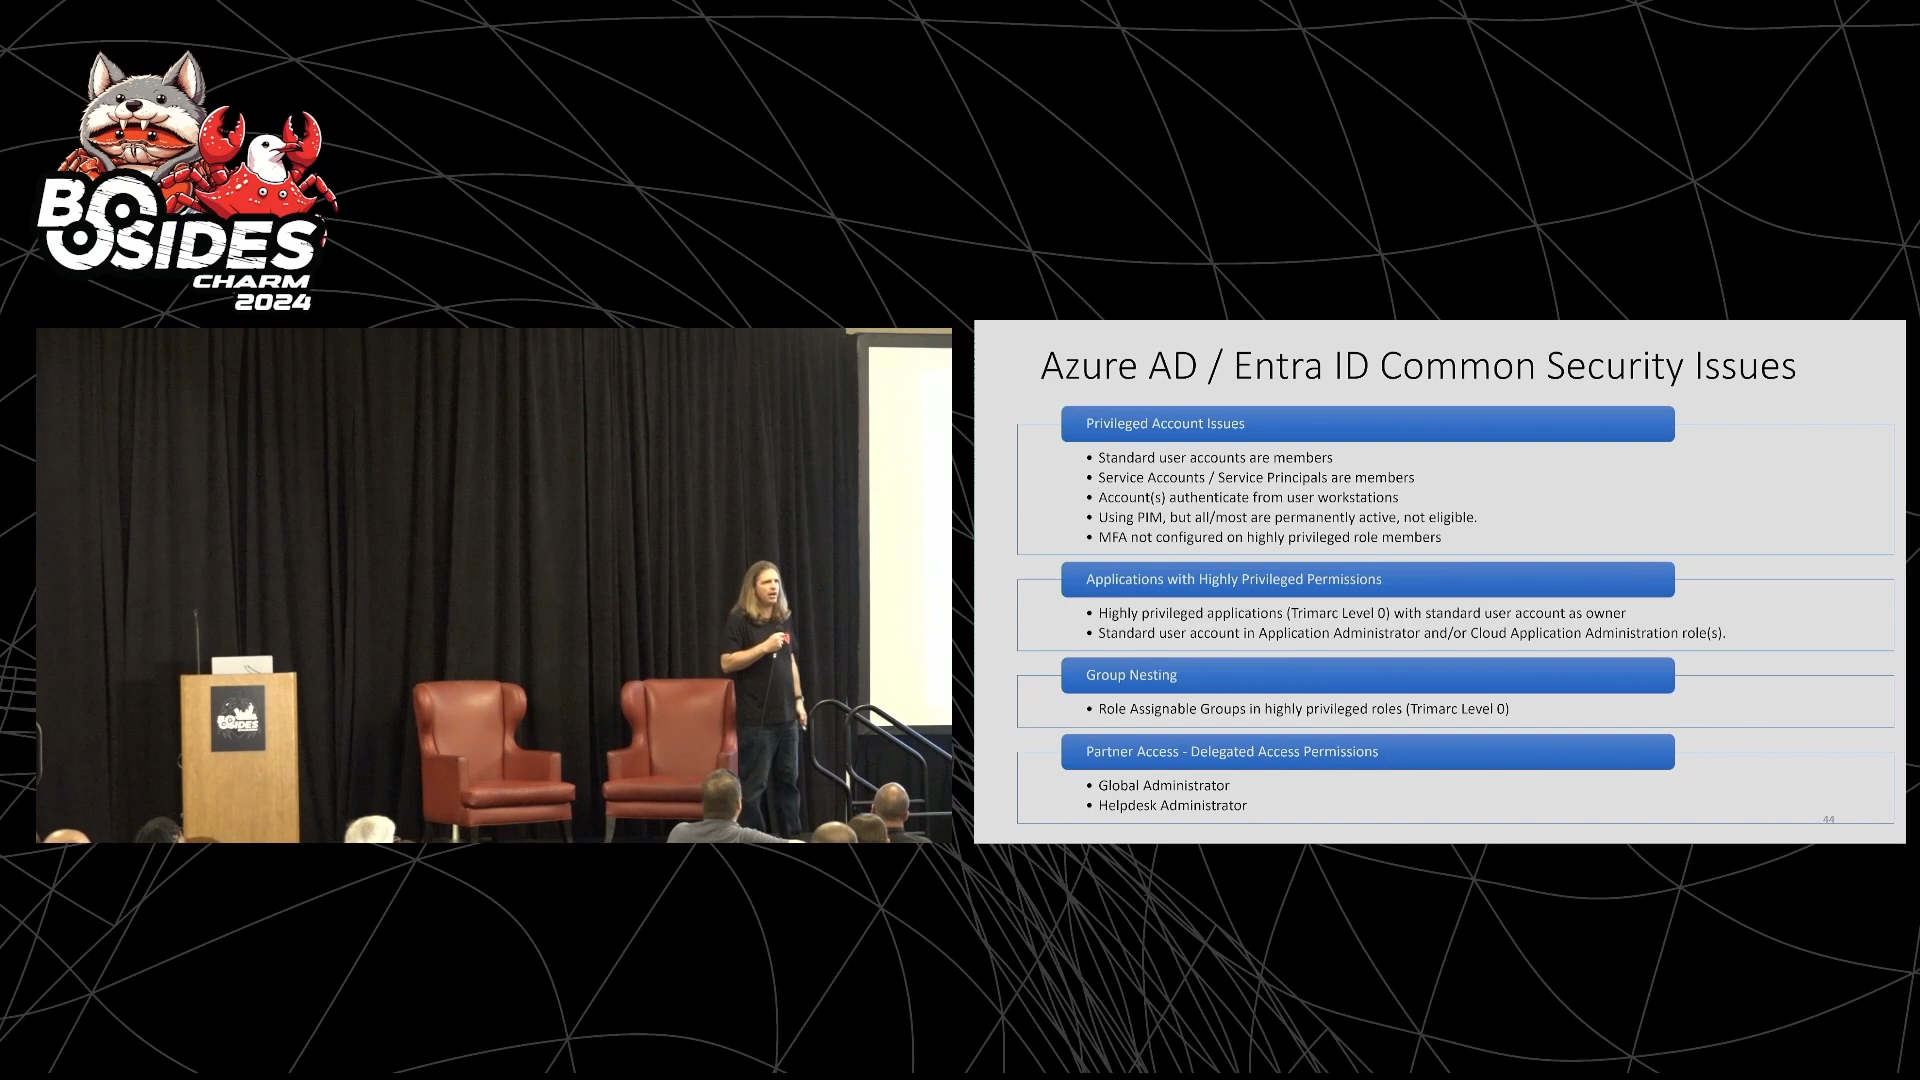 BSIDES
CHARM
2024
BSIDES
Azure AD / Entra ID Common Security Issues
Privileged Account Issues
• Standard user accounts are members
• Service Accounts / Service Principals are members
• Account(s) authenticate from user workstations
• Using PIM, but all/most are permanently active, not eligible.
• MFA not configured on highly privileged role members
Applications with Highly Privileged Permissions
• Highly privileged applications (Trimarc Level 0) with standard user account as owner
• Standard user account in Application Administrator and/or Cloud Application Administration role(s).
Group Nesting
• Role Assignable Groups in highly privileged roles (Trimarc Level 0)
Partner Access - Delegated Access Permissions
• Global Administrator
• Helpdesk Administrator
44